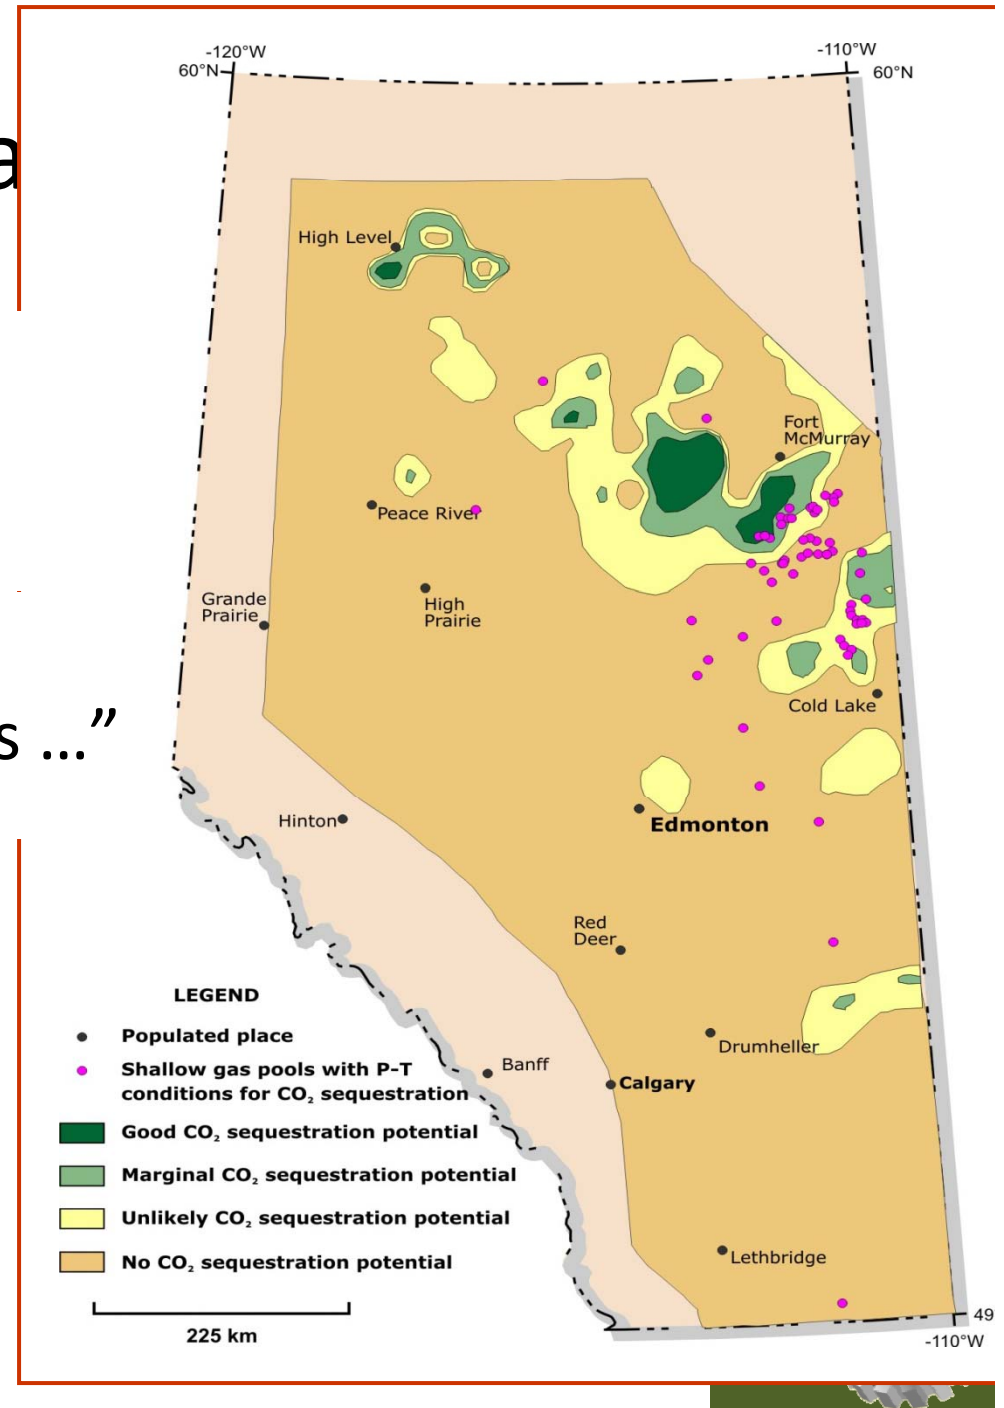 -120°W
-110°W
60°N
60°N
a
High Level
Fort
McMurray
Peace River
Grande
Prairie
High
Prairie
Cold Lake
s …”
Hinton
Edmonton
Red
Deer
LEGEND
Populated place
Drumheller
Shallow gas pools with P-T
conditions for CO₂ sequestration
Banff
Calgary
Good CO₂ sequestration potential
Marginal CO₂ sequestration potential
Unlikely CO₂ sequestration potential
No CO₂ sequestration potential
Lethbridge
225 km
49
-110°W